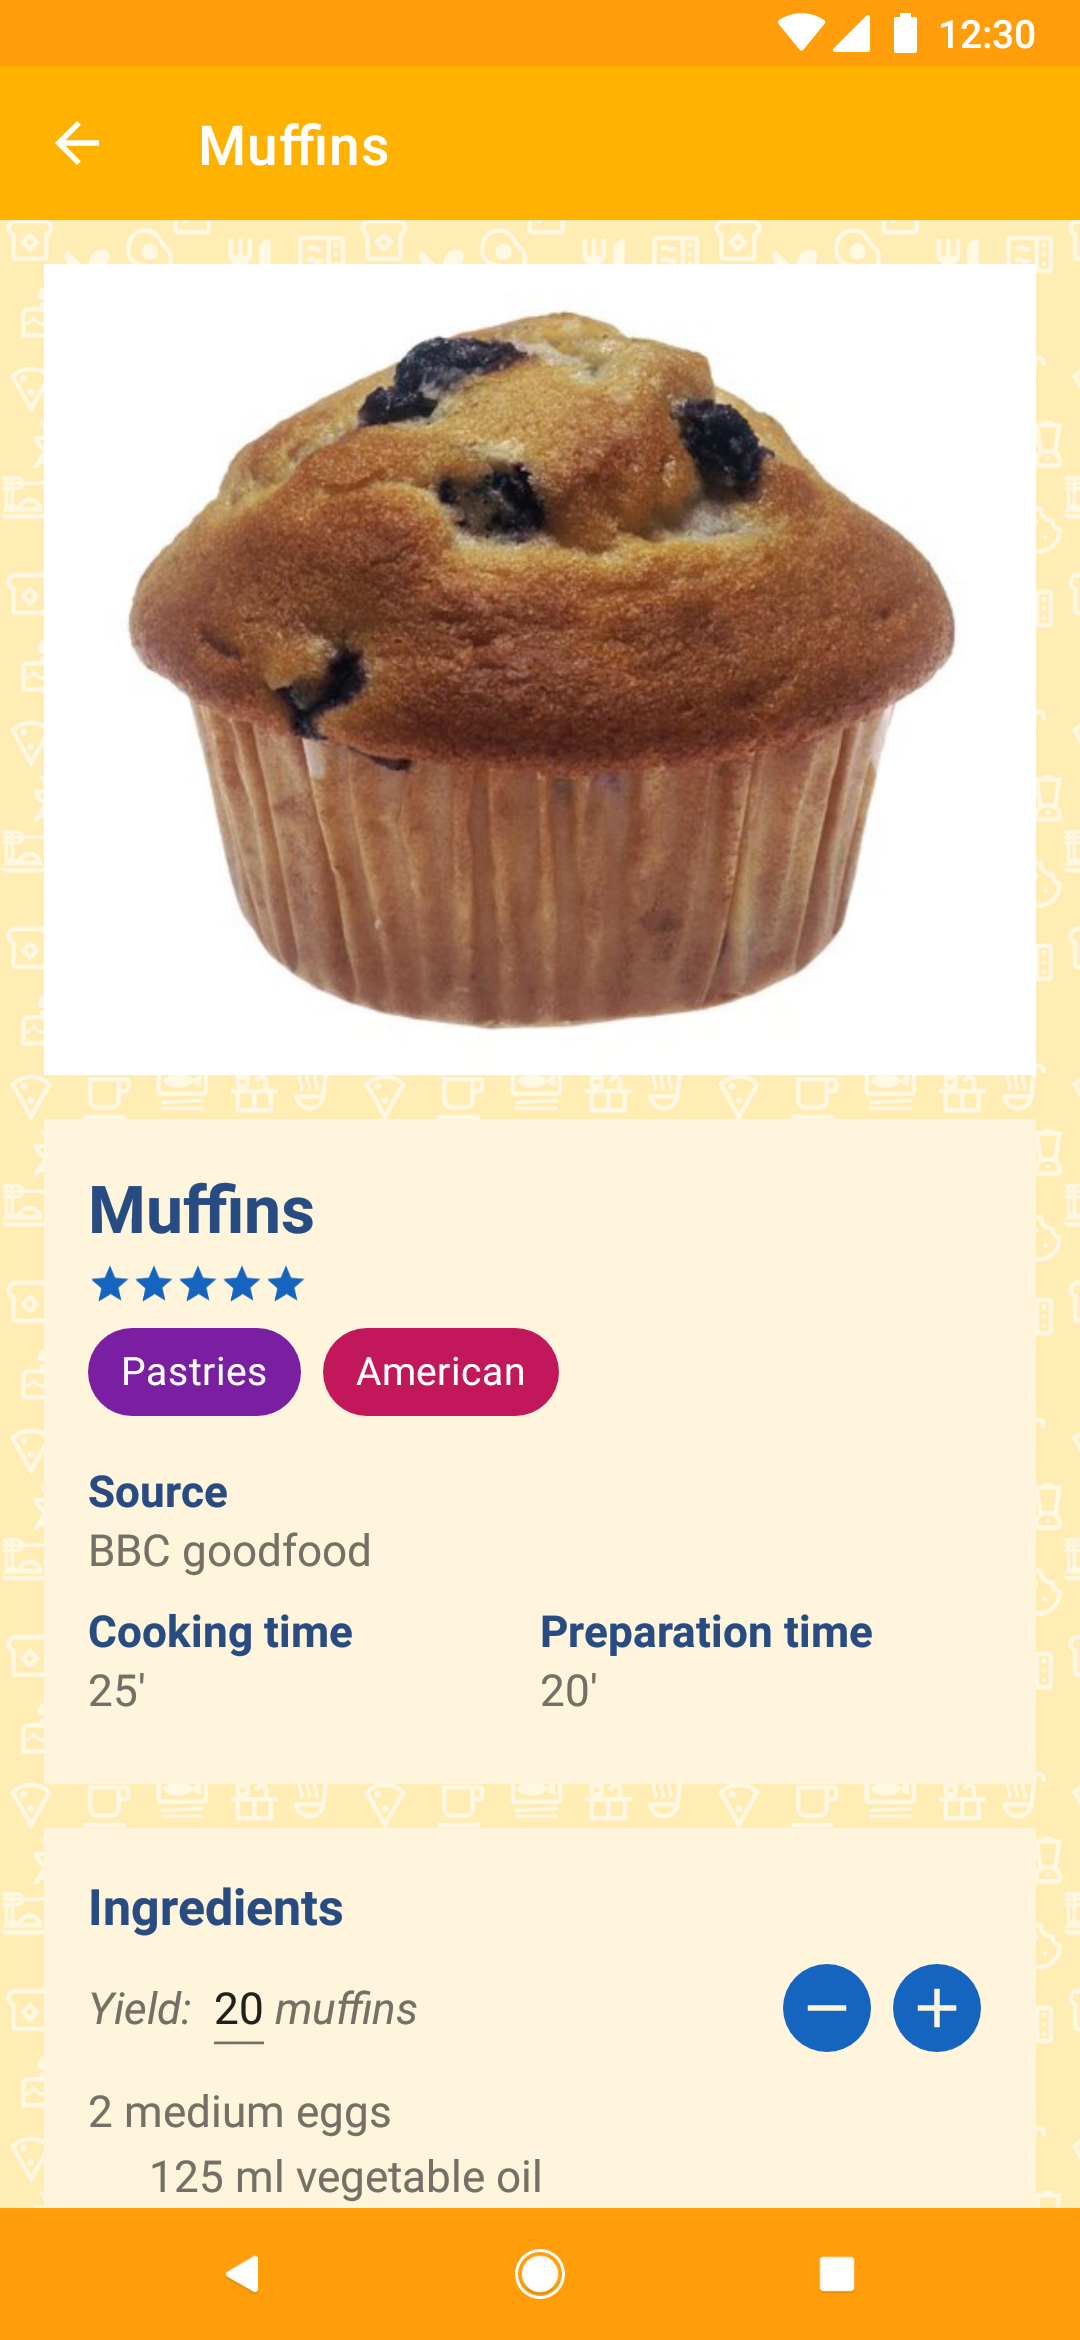 12:30
Muffins
Muffins
Pastries American
Source
BBC goodfood
Cooking time Preparation time
25' 20'
Ingredients
Yield: 20 muffins
2 medium eggs
125 ml vegetable oil